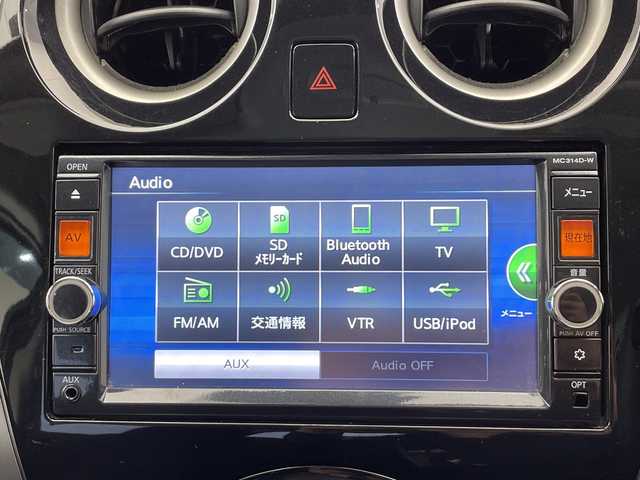 OPEN
MC314D-W
Audio
メニュー
AV
現在地
CD/DVD
SD
メモリーカード
Bluetooth
Audio
TV
TRACK/SEEK
音量
FM/AM
交通情報
VTR
USB/iPod
メニュー
PUSH SOURCE
PUSH AV OFF
AUX
Audio OFF
AUX
OPT